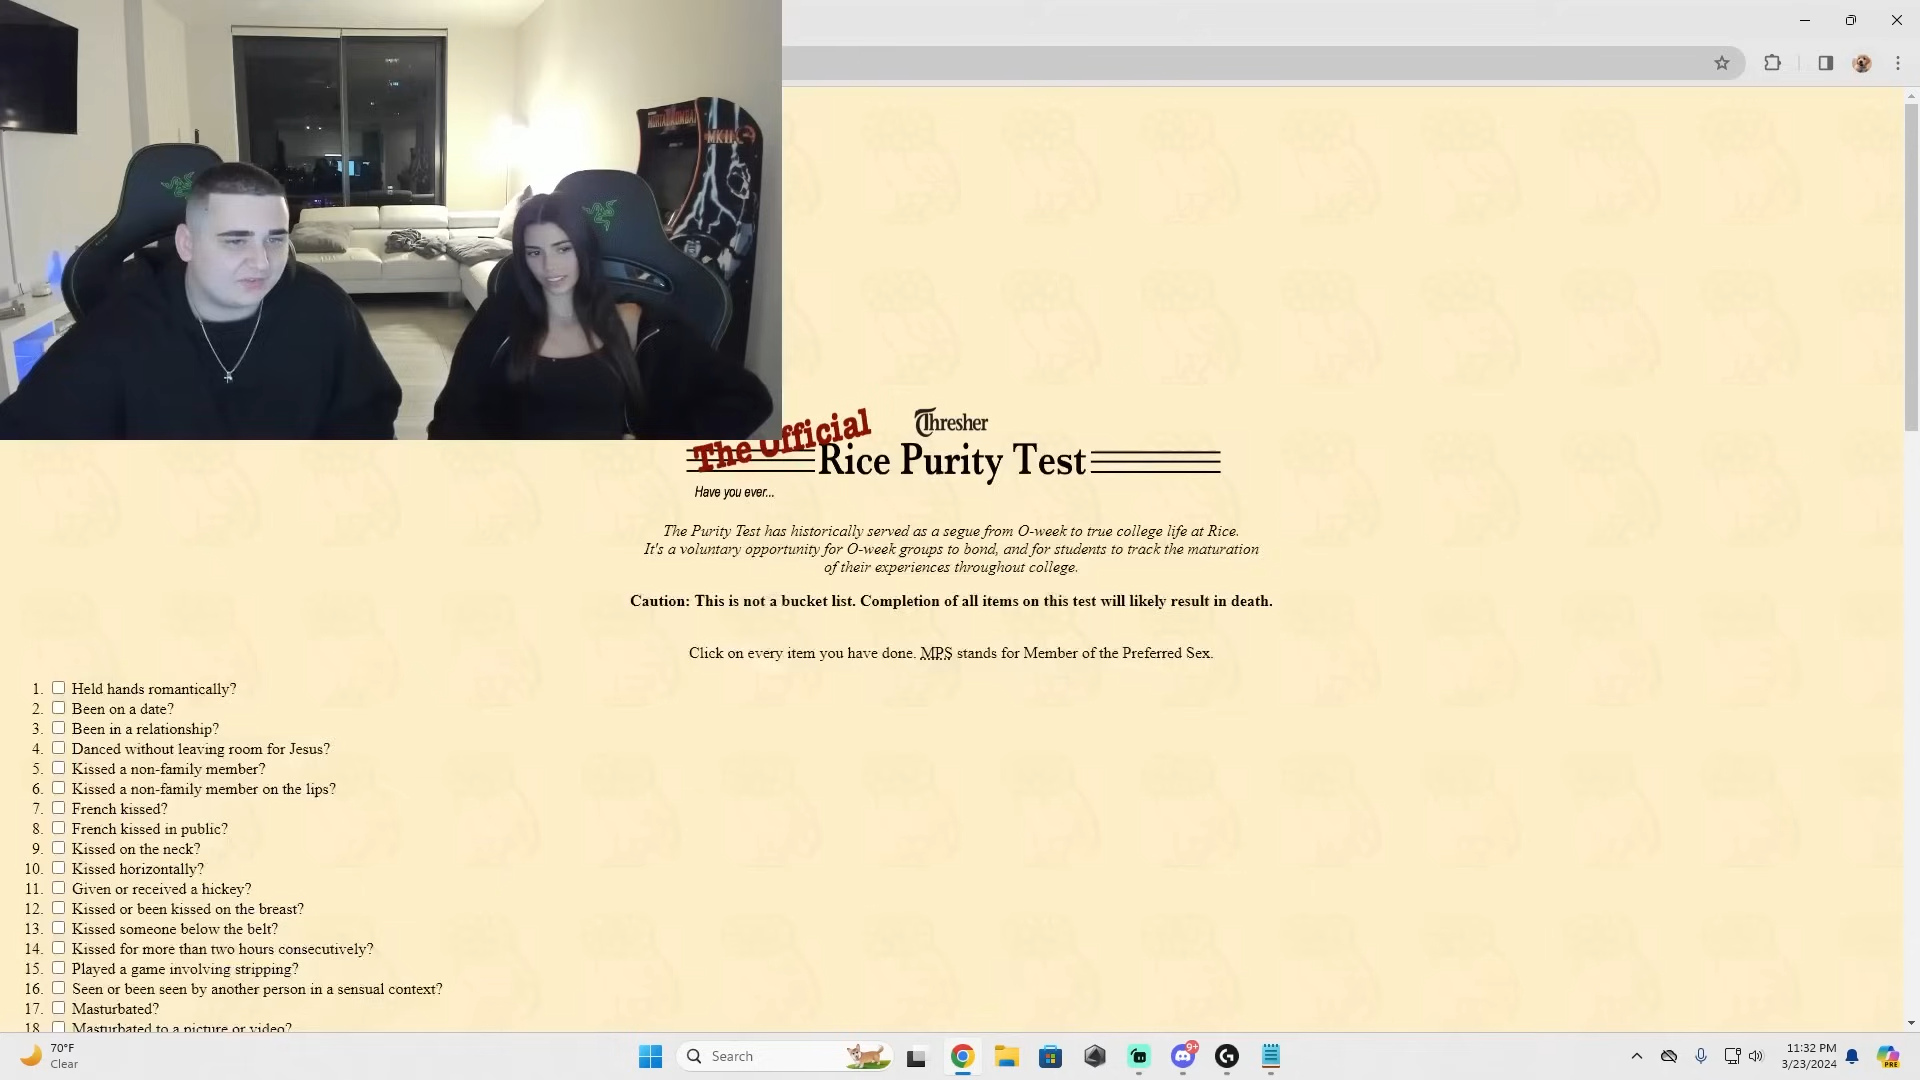 MKII
The Official
Thresher
Rice Purity Test
Have you ever...
The Purity Test has historically served as a segue from O-week to true college life at Rice.
It's a voluntary opportunity for O-week groups to bond, and for students to track the maturation
of their experiences throughout college.
Caution: This is not a bucket list. Completion of all items on this test will likely result in death.
Click on every item you have done. MPS stands for Member of the Preferred Sex.
1. Held hands romantically?
2. Been on a date?
3. Been in a relationship?
4. Danced without leaving room for Jesus?
5. Kissed a non-family member?
6. Kissed a non-family member on the lips?
7. French kissed?
8. French kissed in public?
9. Kissed on the neck?
10. Kissed horizontally?
11. Given or received a hickey?
12. Kissed or been kissed on the breast?
13. Kissed someone below the belt?
14. Kissed for more than two hours consecutively?
15. Played a game involving stripping?
16. Seen or been seen by another person in a sensual context?
17. Masturbated?
18. Masturbated to a picture or video?
70°F
Clear
Search
9+
11:32 PM
3/23/2024
PRE